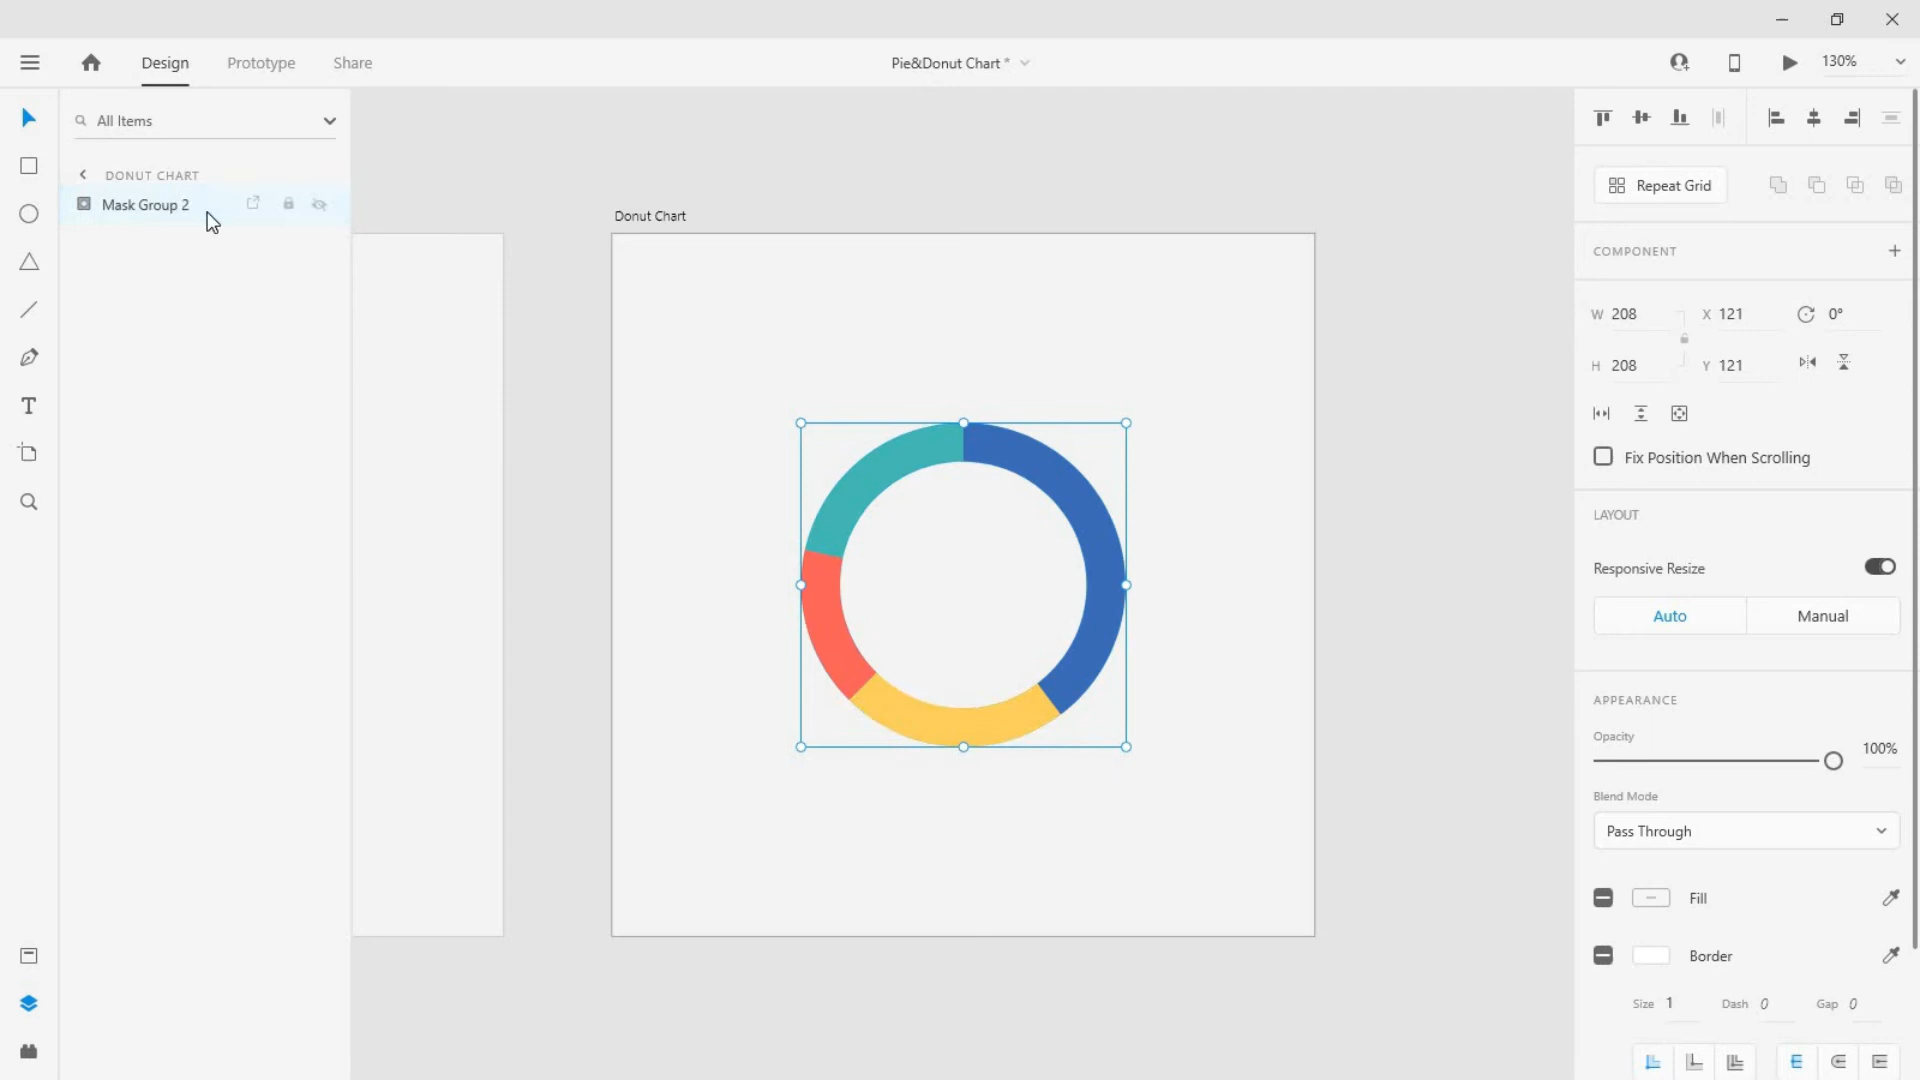 Design Prototype Share Pie&Donut Chart * 130%
All Items
DONUT CHART
Mask Group 2
Donut Chart
Repeat Grid
COMPONENT
W 208 X 121 0°
H 208 Y 121
Fix Position When Scrolling
LAYOUT
Responsive Resize
Auto Manual
APPEARANCE
Opacity
100%
Blend Mode
Pass Through
Fill
Border
Size 1 Dash 0 Gap 0